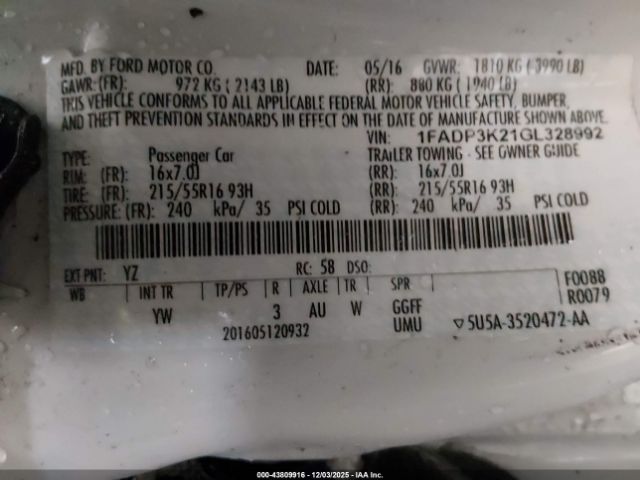 MFD. BY FORD MOTOR CO. DATE: 05/16 GVWR: 1810 KG ( 3990 LB)
GAWR: (FR): 972 KG ( 2143 LB) (RR): 880 KG ( 1940 LB)
THIS VEHICLE CONFORMS TO ALL APPLICABLE FEDERAL MOTOR VEHICLE SAFETY, BUMPER,
AND THEFT PREVENTION STANDARDS IN EFFECT ON THE DATE OF MANUFACTURE SHOWN ABOVE.
VIN: 1FADP3K21GL328992
TYPE: Passenger Car TRAILER TOWING - SEE OWNER GUIDE
RIM: (FR): 16x7.0J (RR): 16x7.0J
TIRE: (FR): 215/55R16 93H (RR): 215/55R16 93H
PRESSURE: (FR): 240 kPa/ 35 PSI COLD (RR): 240 kPa/ 35 PSI COLD
EXT PNT: YZ RC: 58 DSO: F0088
WB INT TR TP/PS R AXLE TR SPR R0079
YW 3 AU W GGFF
201605120932 UMU ▽5U5A-3520472-AA
000-43809916 - 12/03/2025 - IAA Inc.